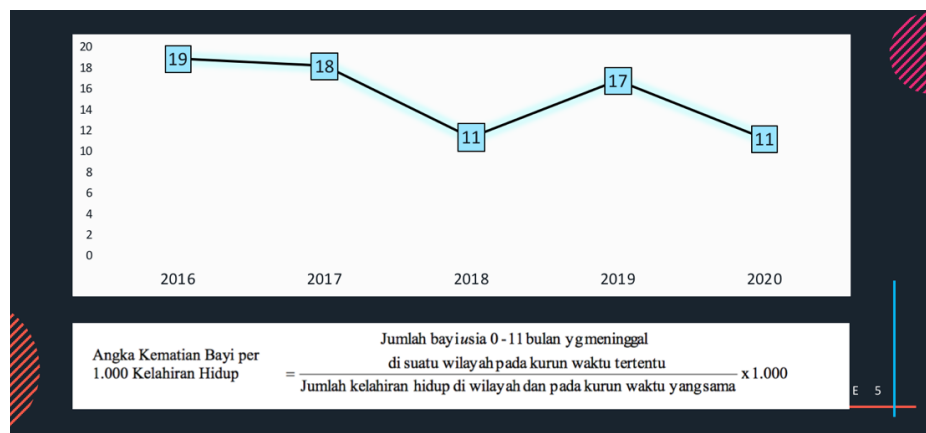 20
18
16
14
12
10
8
6
4
2
0
19
18
11
17
11
2016 2017 2018 2019 2020
Jumlah bayi usia 0 - 11 bulan yg meninggal
di suatu wilayah pada kurun waktu tertentu
Angka Kematian Bayi per
1.000 Kelahiran Hidup
=
x 1.000
Jumlah kelahiran hidup di wilayah dan pada kurun waktu yang sama
E 5